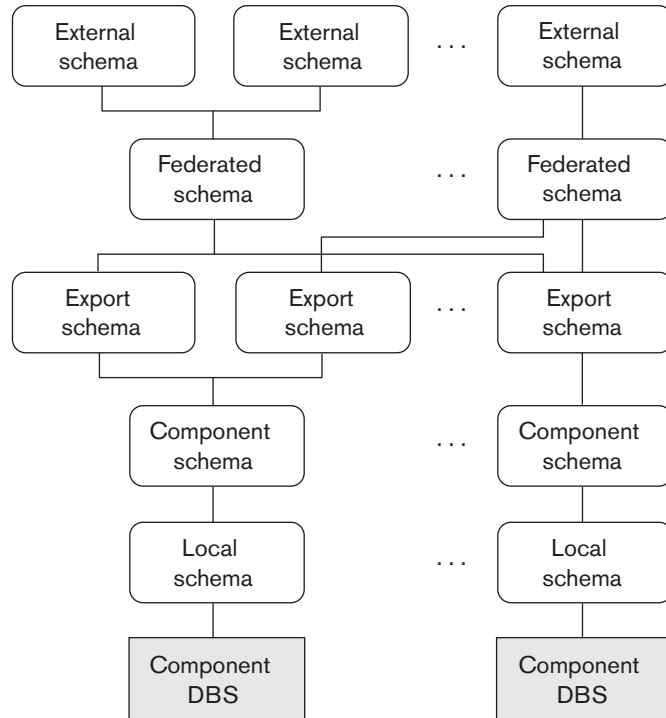 External
schema
External
schema
. . .
External
schema
Federated
schema
. . .
Federated
schema
Export
schema
Export
schema
. . .
Export
schema
Component
schema
. . .
Component
schema
Local
schema
. . .
Local
schema
Component
DBS
Component
DBS